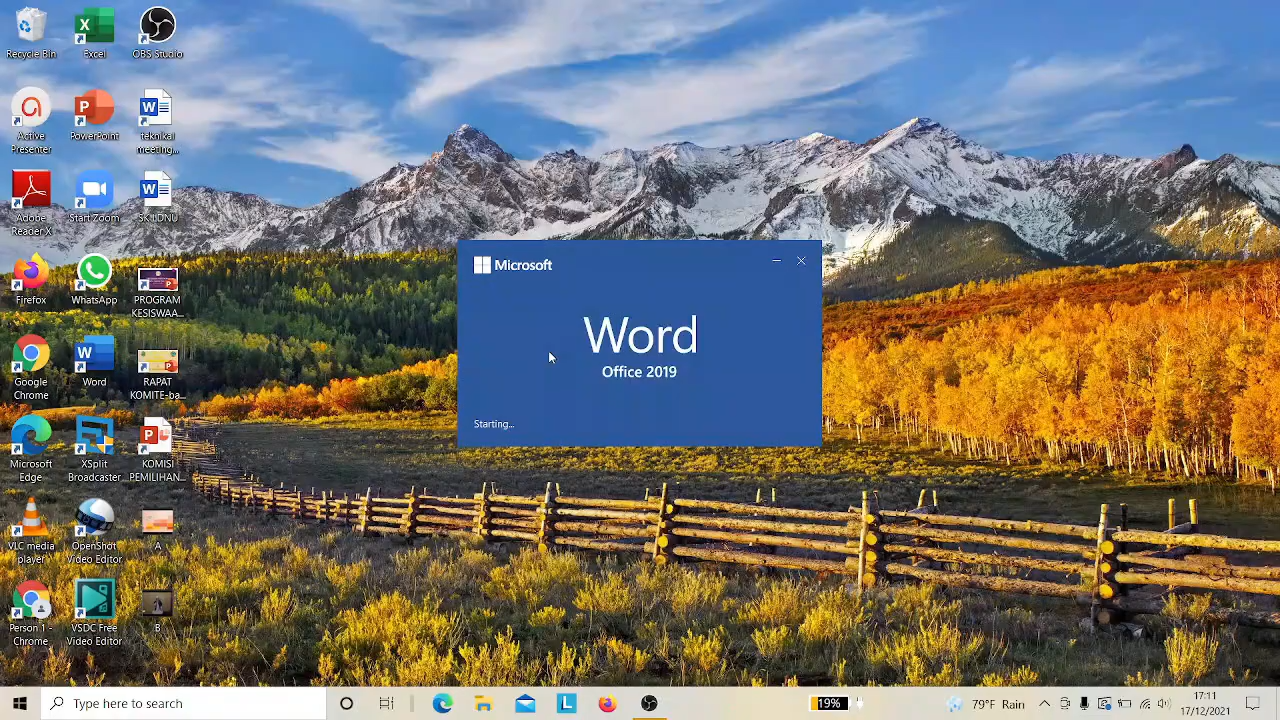 Recycle Bin
Excel
OBS Studio
Active
Presenter
PowerPoint
teknikal
meeting...
Adobe
Reader X
Start Zoom
SK ILDNU
Firefox
WhatsApp
PROGRAM
KESISWAA...
Google
Chrome
Word
RAPAT
KOMITE-ba...
Microsoft
Edge
XSplit
Broadcaster
KOMISI
PEMILIHAN...
VLC media
player
OpenShot
Video Editor
A
Person 1 -
Chrome
VSDC Free
Video Editor
B
Microsoft
Word
Office 2019
Starting...
Type here to search
19%
79°F Rain
17:11
17/12/2021